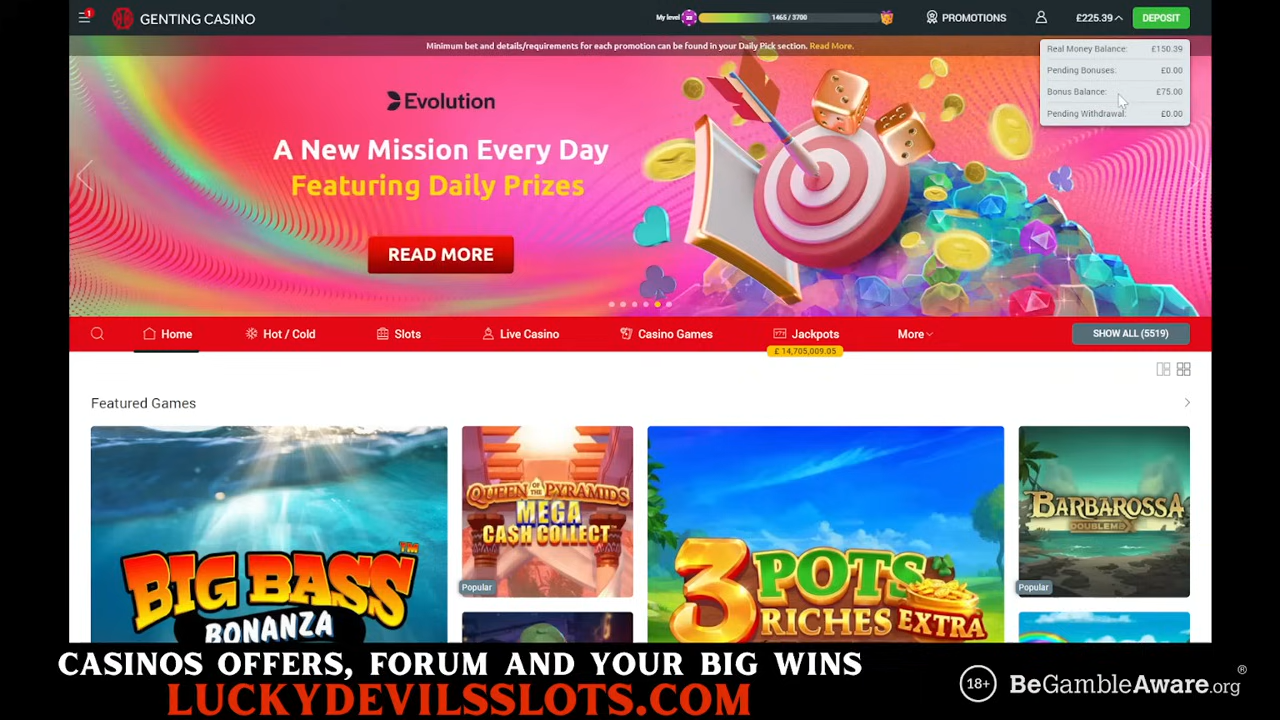 1
GENTING CASINO
My level
1465 / 3700
PROMOTIONS
£225.39
DEPOSIT
Minimum bet and details/requirements for each promotion can be found in your Daily Pick section. Read More.
Real Money Balance: £150.39
Pending Bonuses: £0.00
Bonus Balance: £75.00
Pending Withdrawal: £0.00
Evolution
A New Mission Every Day
Featuring Daily Prizes
READ MORE
Home
Hot / Cold
Slots
Live Casino
Casino Games
Jackpots
£ 14,705,009.05
More
SHOW ALL (5519)
Featured Games
BIG BASS
BONANZA™
QUEEN OF THE PYRAMIDS
MEGA
CASH COLLECT™
Popular
3 POTS
RICHES EXTRA
BARBAROSSA
DOUBLEMAX
Popular
CASINOS OFFERS, FORUM AND YOUR BIG WINS
LUCKYDEVILSSLOTS.COM
18+
BeGambleAware.org®